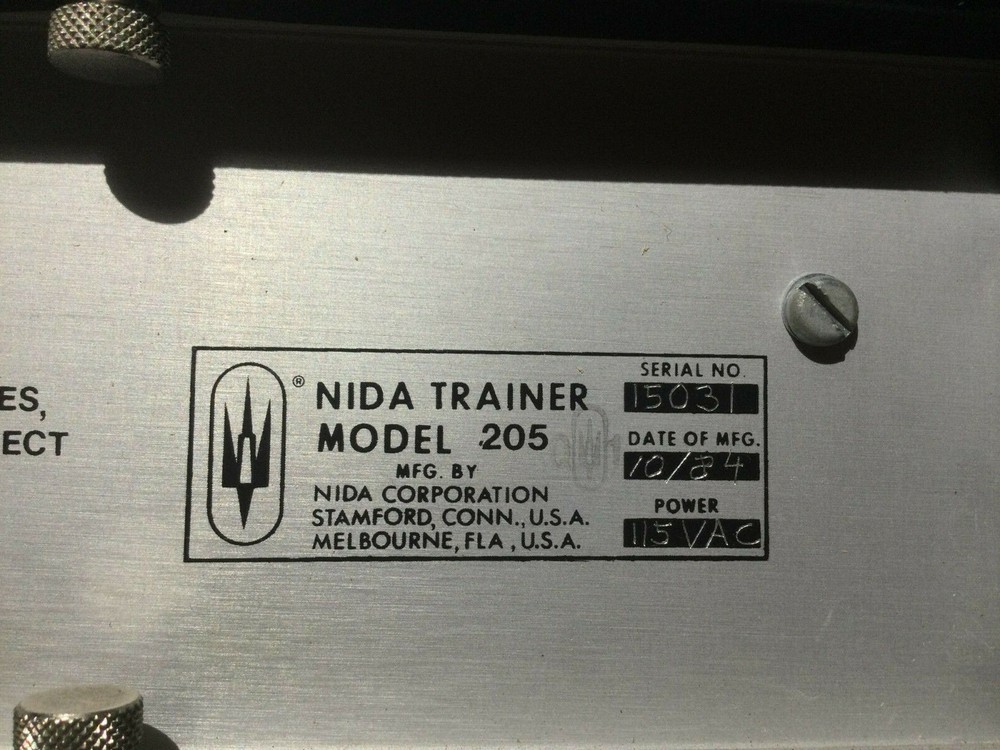 ES,
ECT
®
NIDA TRAINER
MODEL 205
MFG. BY
NIDA CORPORATION
STAMFORD, CONN., U.S.A.
MELBOURNE, FLA., U.S.A.
SERIAL NO.
15031
DATE OF MFG.
10/84
POWER
115 VAC